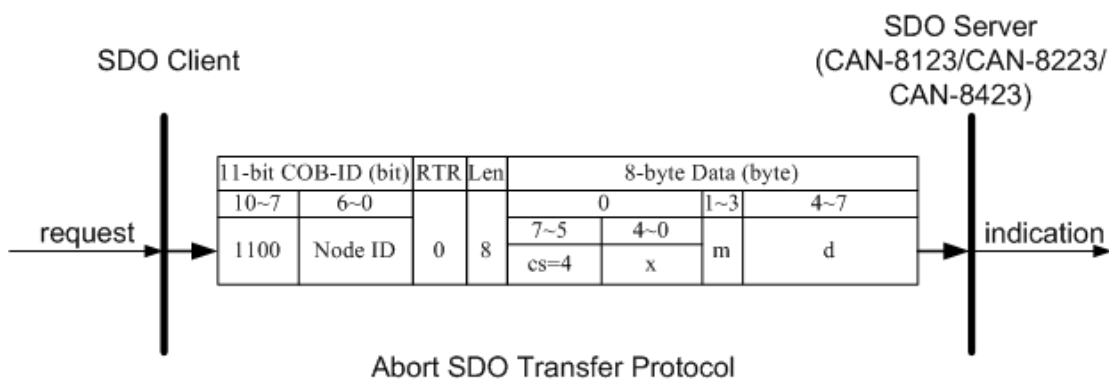 SDO Client
SDO Server
(CAN-8123/CAN-8223/
CAN-8423)
11-bit COB-ID (bit) RTR Len 8-byte Data (byte)
10~7 6~0 0 1~3 4~7
7~5 4~0
request 1100 Node ID 0 8 m d indication
cs=4 x
Abort SDO Transfer Protocol